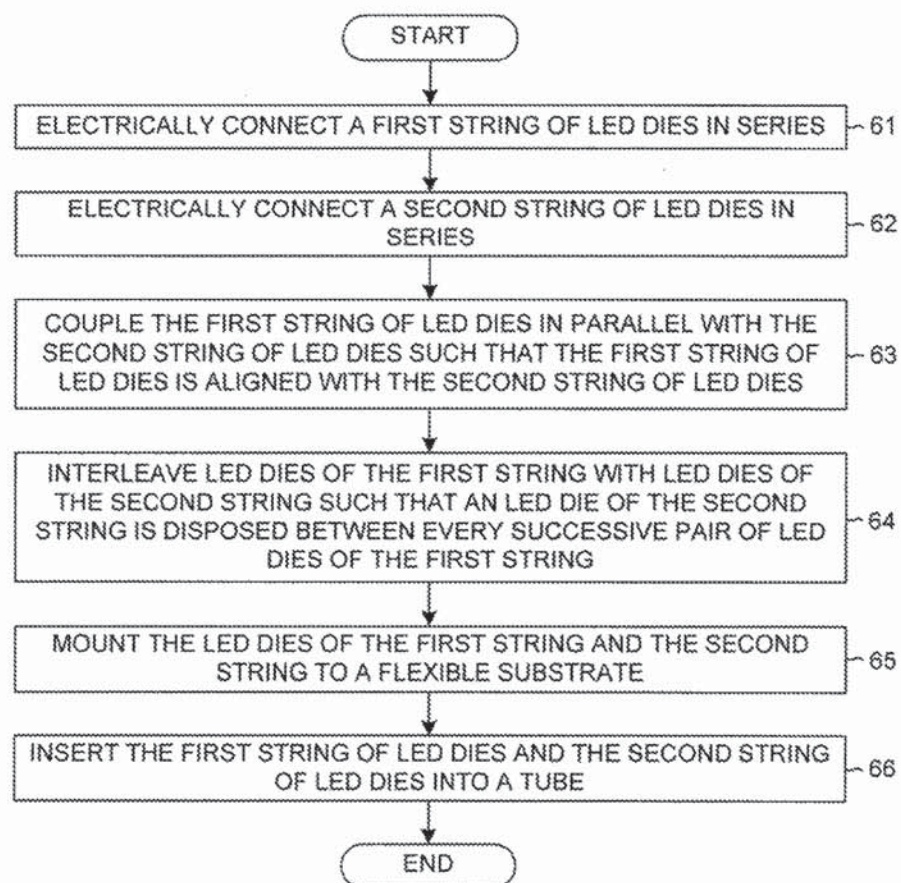 START
ELECTRICALLY CONNECT A FIRST STRING OF LED DIES IN SERIES
61
ELECTRICALLY CONNECT A SECOND STRING OF LED DIES IN
SERIES
62
COUPLE THE FIRST STRING OF LED DIES IN PARALLEL WITH THE
SECOND STRING OF LED DIES SUCH THAT THE FIRST STRING OF
LED DIES IS ALIGNED WITH THE SECOND STRING OF LED DIES
63
INTERLEAVE LED DIES OF THE FIRST STRING WITH LED DIES OF
THE SECOND STRING SUCH THAT AN LED DIE OF THE SECOND
STRING IS DISPOSED BETWEEN EVERY SUCCESSIVE PAIR OF LED
DIES OF THE FIRST STRING
64
MOUNT THE LED DIES OF THE FIRST STRING AND THE SECOND
STRING TO A FLEXIBLE SUBSTRATE
65
INSERT THE FIRST STRING OF LED DIES AND THE SECOND STRING
OF LED DIES INTO A TUBE
66
END